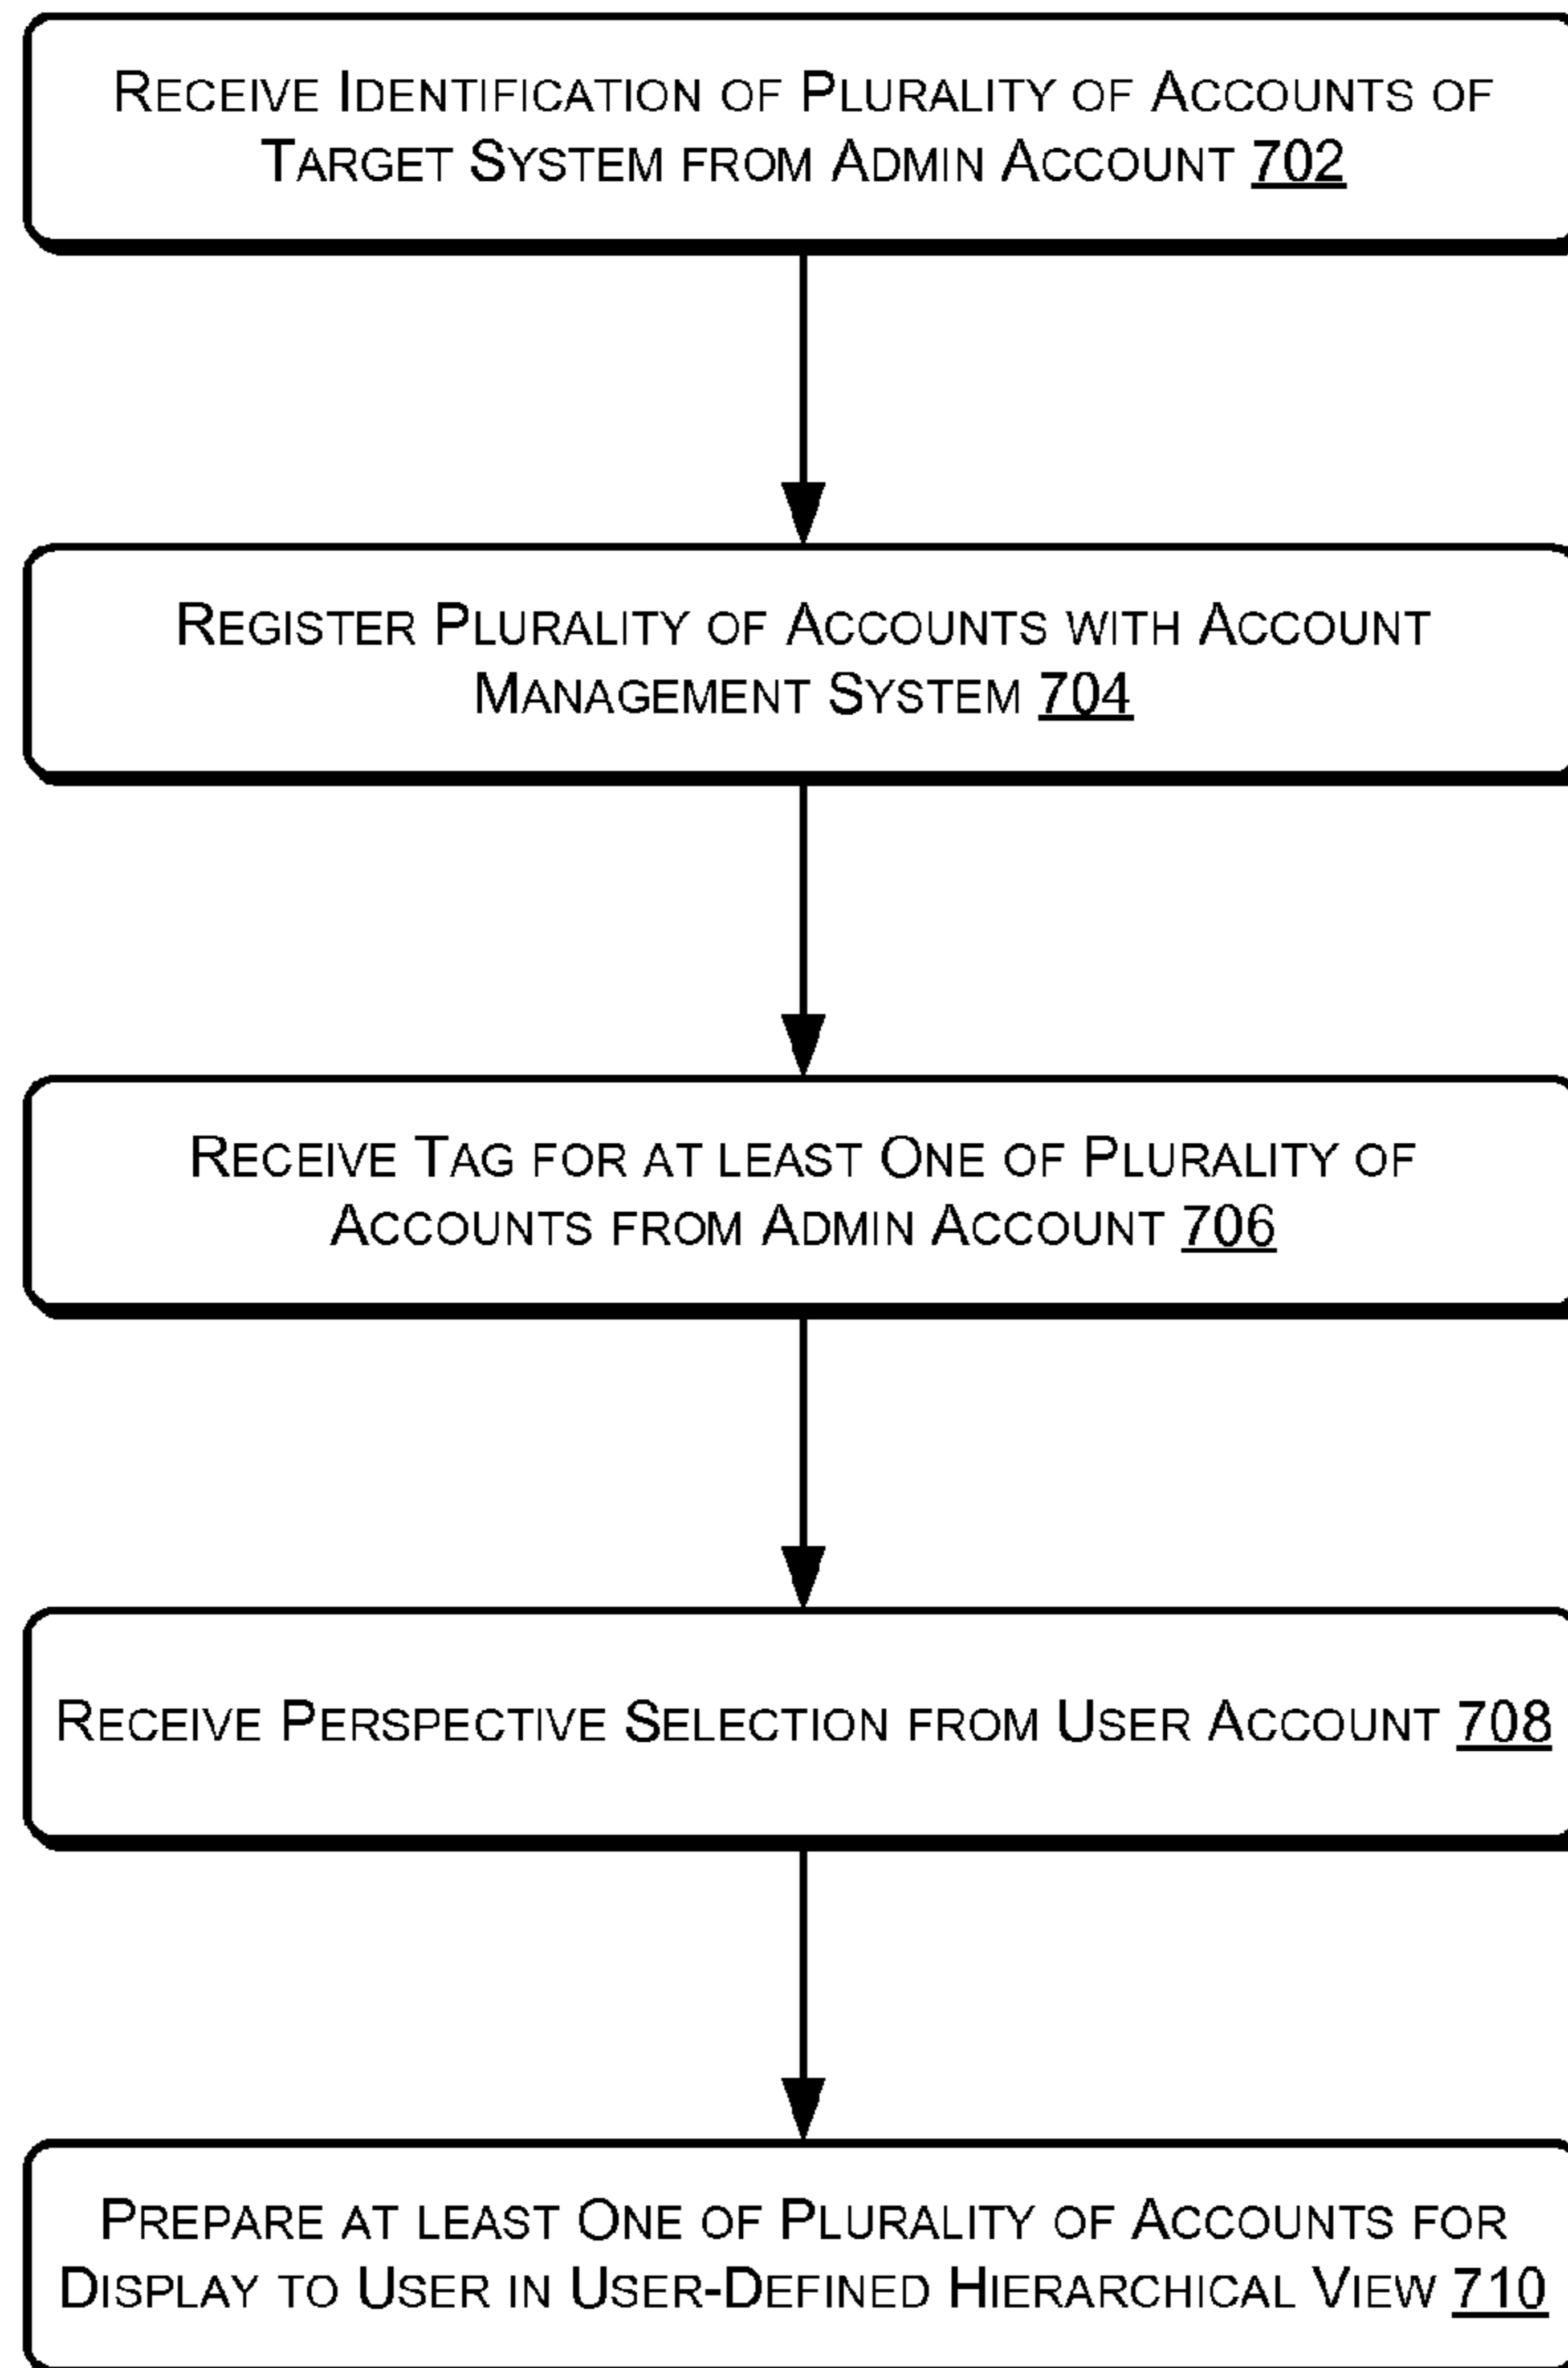 RECEIVE IDENTIFICATION OF PLURALITY OF ACCOUNTS OF
TARGET SYSTEM FROM ADMIN ACCOUNT 702
REGISTER PLURALITY OF ACCOUNTS WITH ACCOUNT
MANAGEMENT SYSTEM 704
RECEIVE TAG FOR AT LEAST ONE OF PLURALITY OF
ACCOUNTS FROM ADMIN ACCOUNT 706
RECEIVE PERSPECTIVE SELECTION FROM USER ACCOUNT 708
PREPARE AT LEAST ONE OF PLURALITY OF ACCOUNTS FOR
DISPLAY TO USER IN USER-DEFINED HIERARCHICAL VIEW 710